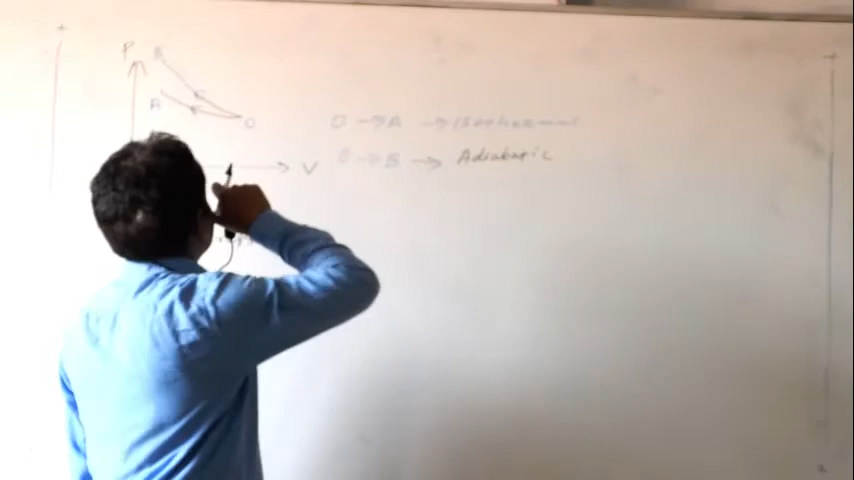 P
B
A
O
V
O → A → Isothermal
O → B → Adiabatic